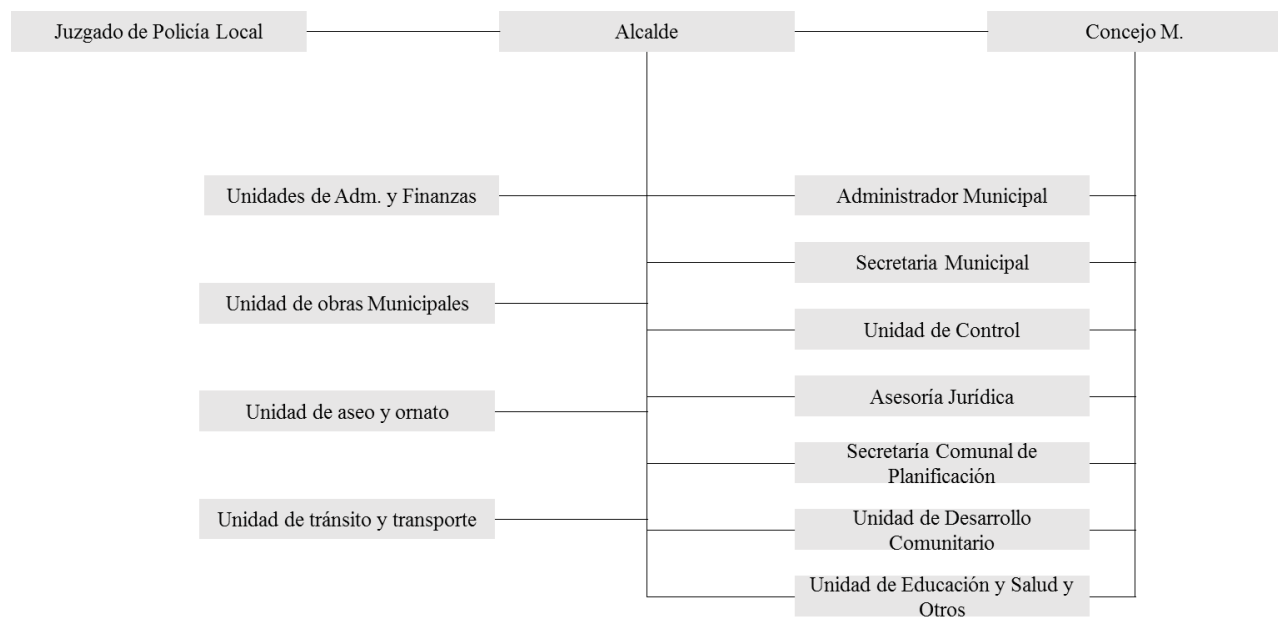 Juzgado de Policía Local
Alcalde
Concejo M.
Unidades de Adm. y Finanzas
Administrador Municipal
Secretaria Municipal
Unidad de obras Municipales
Unidad de Control
Asesoría Jurídica
Unidad de aseo y ornato
Secretaría Comunal de
Planificación
Unidad de tránsito y transporte
Unidad de Desarrollo
Comunitario
Unidad de Educación y Salud y
Otros